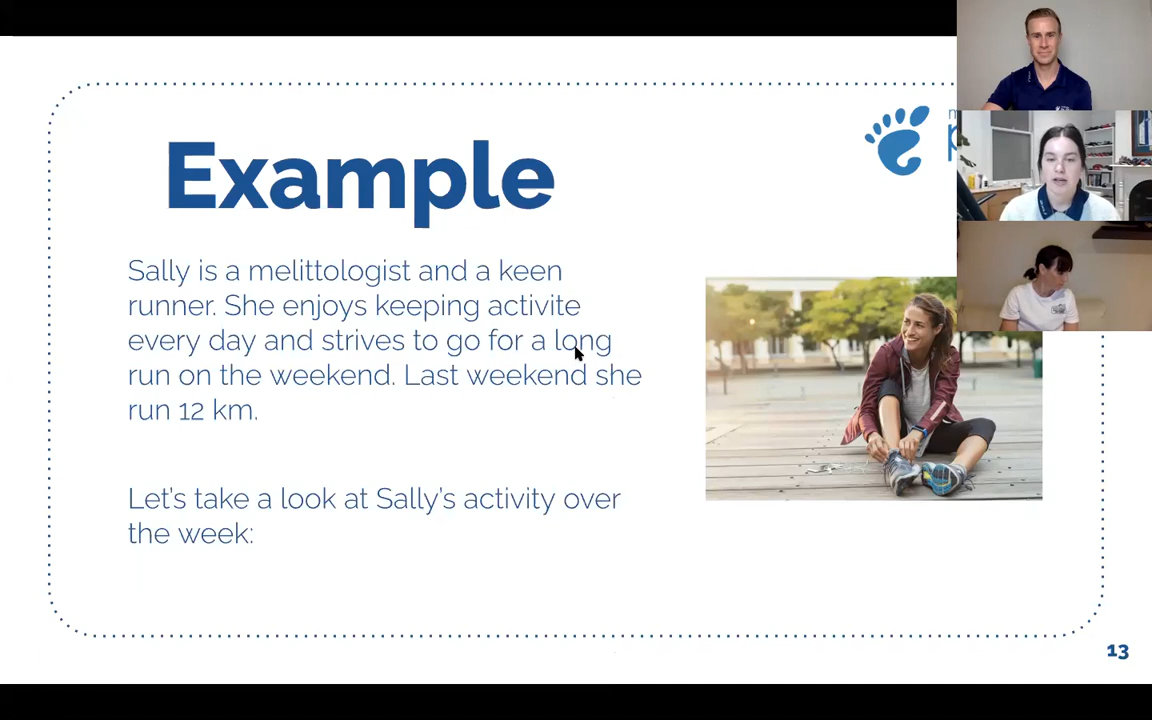 Example
Sally is a melittologist and a keen
runner. She enjoys keeping activite
every day and strives to go for a long
run on the weekend. Last weekend she
run 12 km.
Let's take a look at Sally's activity over
the week:
13